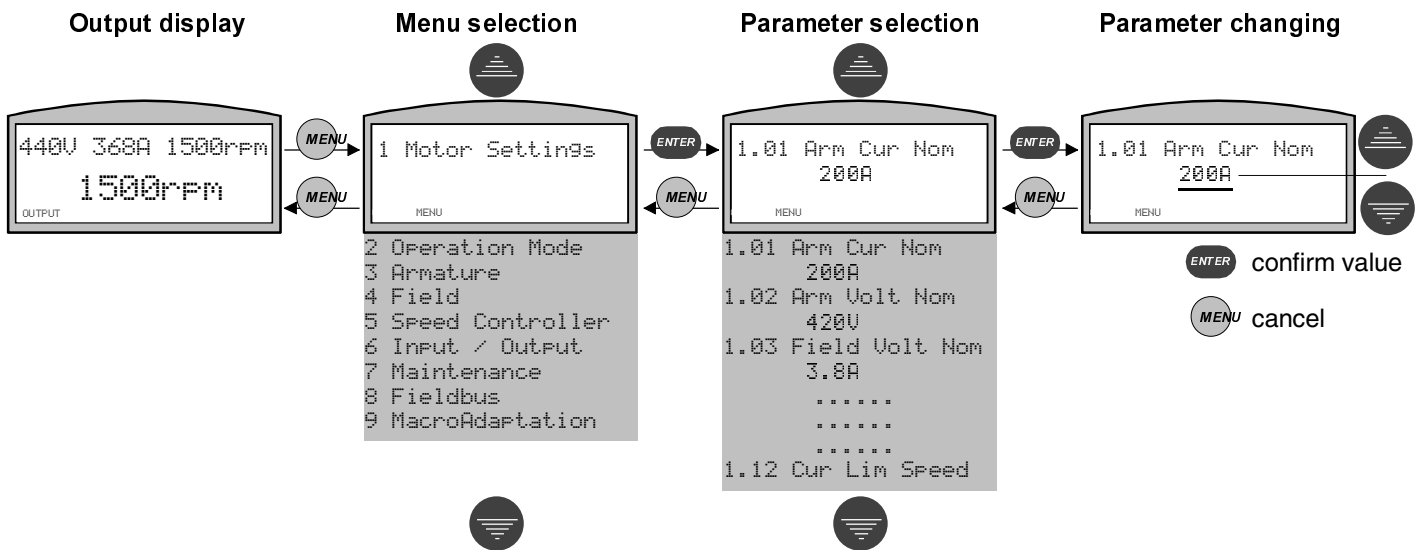 Output display
Menu selection
Parameter selection
Parameter changing
440V 368A 1500rpm
1500rpm
OUTPUT
MENU
MENU
1 Motor Settings
MENU
2 Operation Mode
3 Armature
4 Field
5 Speed Controller
6 Input / Output
7 Maintenance
8 Fieldbus
9 MacroAdaptation
ENTER
MENU
1.01 Arm Cur Nom
200A
MENU
1.01 Arm Cur Nom
200A
1.02 Arm Volt Nom
420V
1.03 Field Volt Nom
3.8A
......
......
......
1.12 Cur Lim Speed
ENTER
MENU
1.01 Arm Cur Nom
200A
MENU
ENTER confirm value
MENU cancel